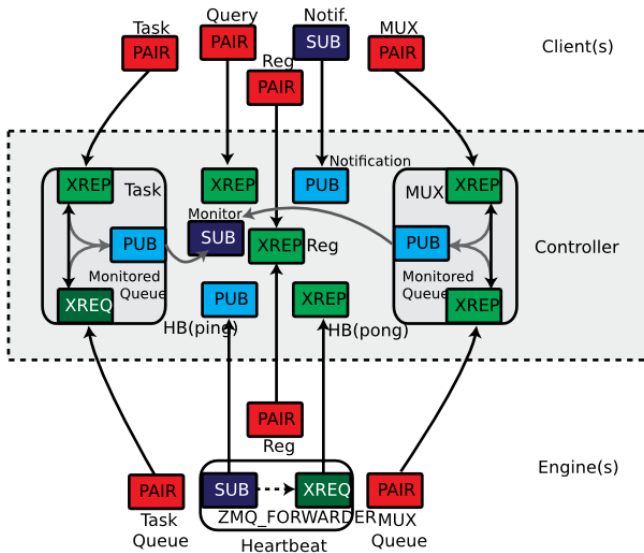 Task
PAIR
Query
PAIR
Notif.
SUB
MUX
PAIR
Client(s)
Reg
PAIR
XREP
Task
XREP
Notification
PUB
MUX
XREP
Monitor
SUB
PUB
XREP
Reg
PUB
Controller
Monitored
Queue
Monitored
Queue
XREQ
PUB
HB(ping)
XREP
HB(pong)
XREP
PAIR
Reg
Engine(s)
PAIR
Task
Queue
SUB
XREQ
ZMQ_FORWARDER
Heartbeat
PAIR
MUX
Queue